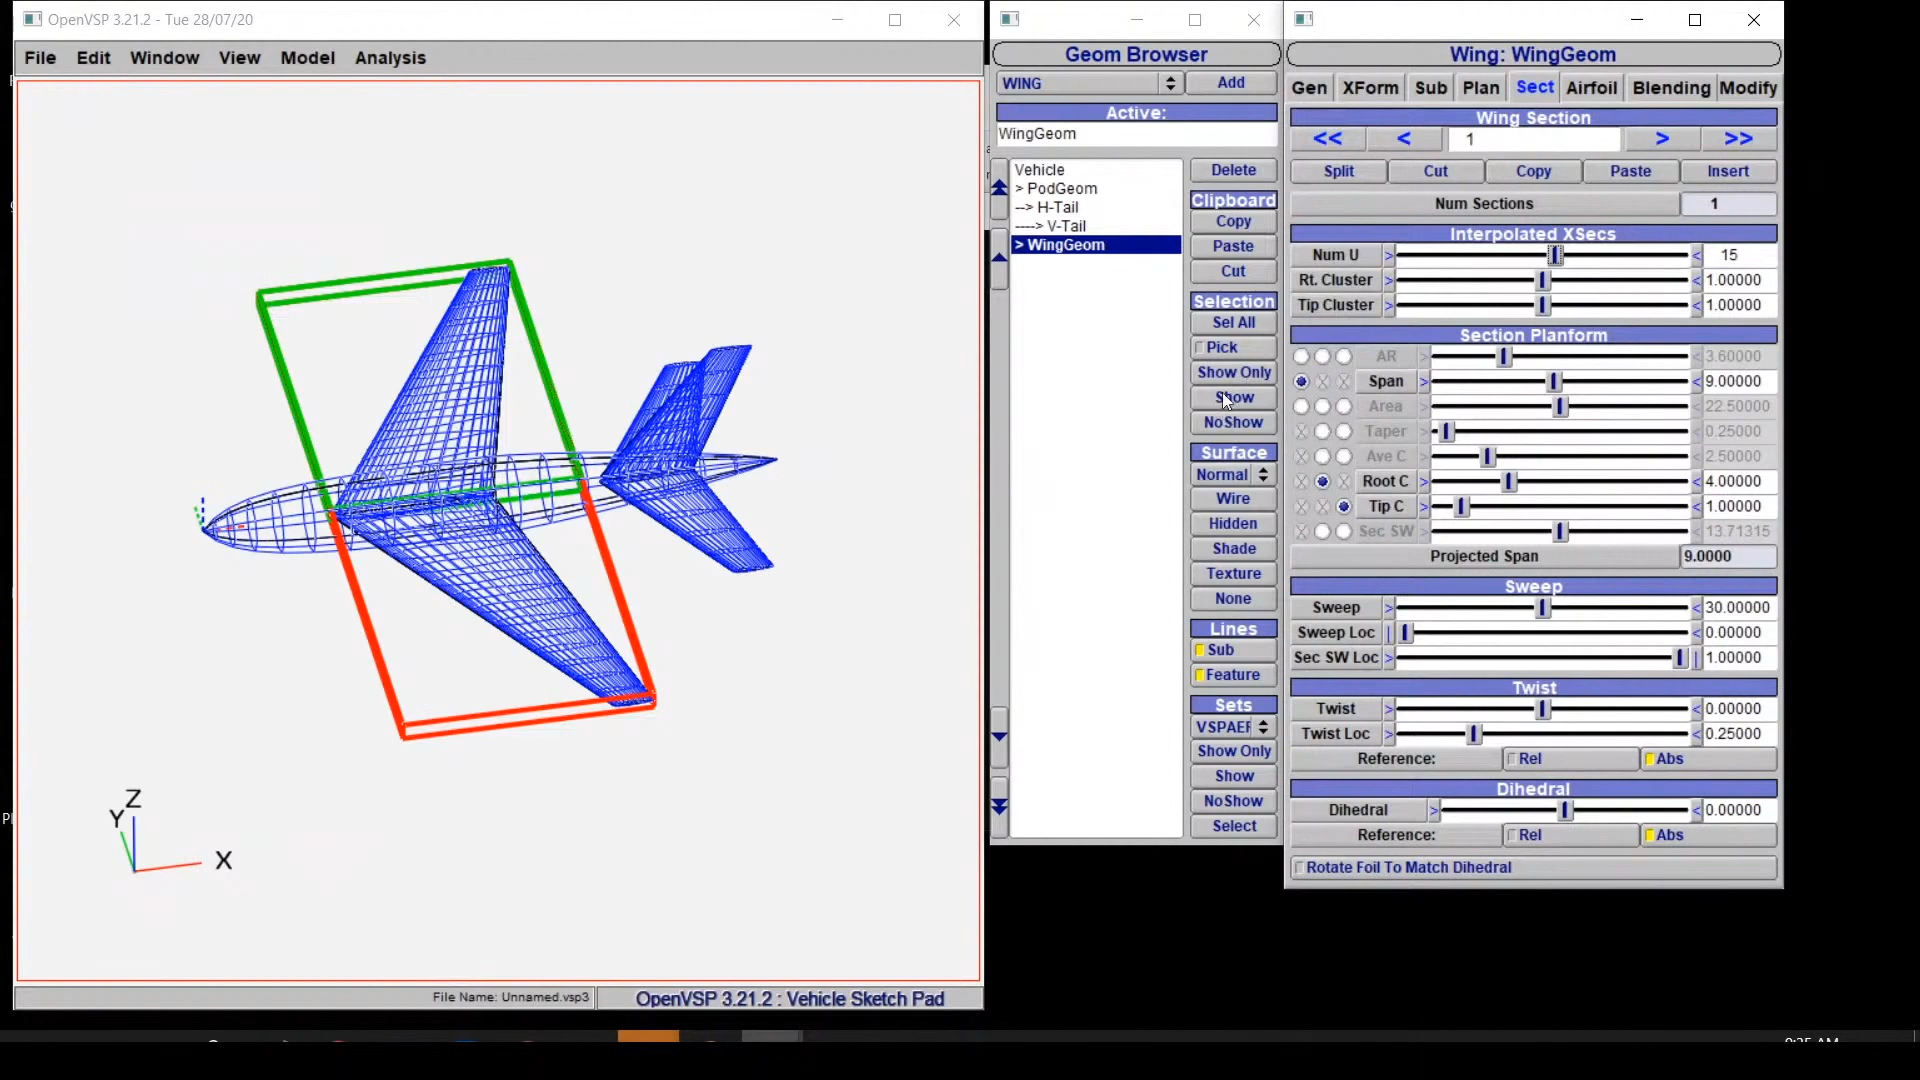 OpenVSP 3.21.2 - Tue 28/07/20
File Edit Window View Model Analysis
Z
Y
X
File Name: Unnamed.vsp3
OpenVSP 3.21.2 : Vehicle Sketch Pad
Geom Browser
WING Add
Active:
WingGeom
Vehicle
> PodGeom
--> H-Tail
----> V-Tail
> WingGeom
Delete
Clipboard
Copy
Paste
Cut
Selection
Sel All
Pick
Show Only
Show
NoShow
Surface
Normal
Wire
Hidden
Shade
Texture
None
Lines
Sub
Feature
Sets
VSPAEF
Show Only
Show
NoShow
Select
Wing: WingGeom
Gen XForm Sub Plan Sect Airfoil Blending Modify
Wing Section
<< < 1 > >>
Split Cut Copy Paste Insert
Num Sections 1
Interpolated XSecs
Num U > < 15
Rt. Cluster > < 1.00000
Tip Cluster > < 1.00000
Section Planform
AR > < 3.60000
Span > < 9.00000
Area > < 22.50000
Taper > < 0.25000
Ave C > < 2.50000
Root C > < 4.00000
Tip C > < 1.00000
Sec SW > < 13.71315
Projected Span 9.0000
Sweep
Sweep > < 30.00000
Sweep Loc | < 0.00000
Sec SW Loc > | 1.00000
Twist
Twist > < 0.00000
Twist Loc > < 0.25000
Reference: Rel Abs
Dihedral
Dihedral > < 0.00000
Reference: Rel Abs
Rotate Foil To Match Dihedral